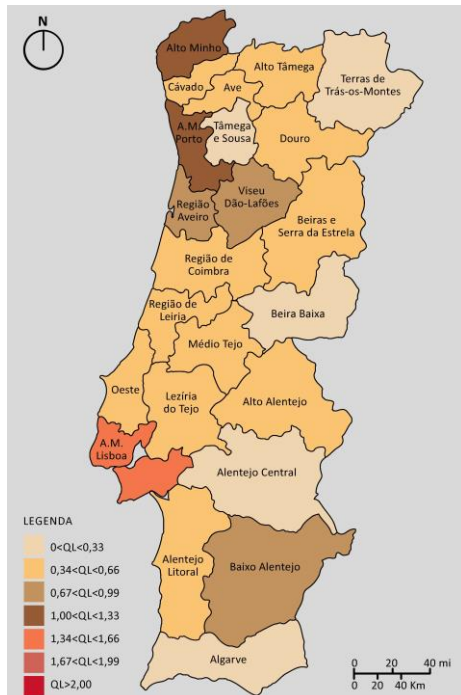 N
Alto Minho
Alto Tâmega
Terras de
Trás-os-Montes
Cávado
Ave
A.M.
Porto
Tâmega
e Sousa
Douro
Região
Aveiro
Viseu
Dão-Lafões
Beiras e
Serra da Estrela
Região de
Coimbra
Região de
Leiria
Beira Baixa
Médio Tejo
Oeste
Lezíria
do Tejo
Alto Alentejo
A.M.
Lisboa
Alentejo Central
Alentejo
Litoral
Baixo Alentejo
Algarve
LEGENDA
0<QL<0,33
0,34<QL<0,66
0,67<QL<0,99
1,00<QL<1,33
1,34<QL<1,66
1,67<QL<1,99
QL>2,00
0 20 40 mi
0 20 40 Km